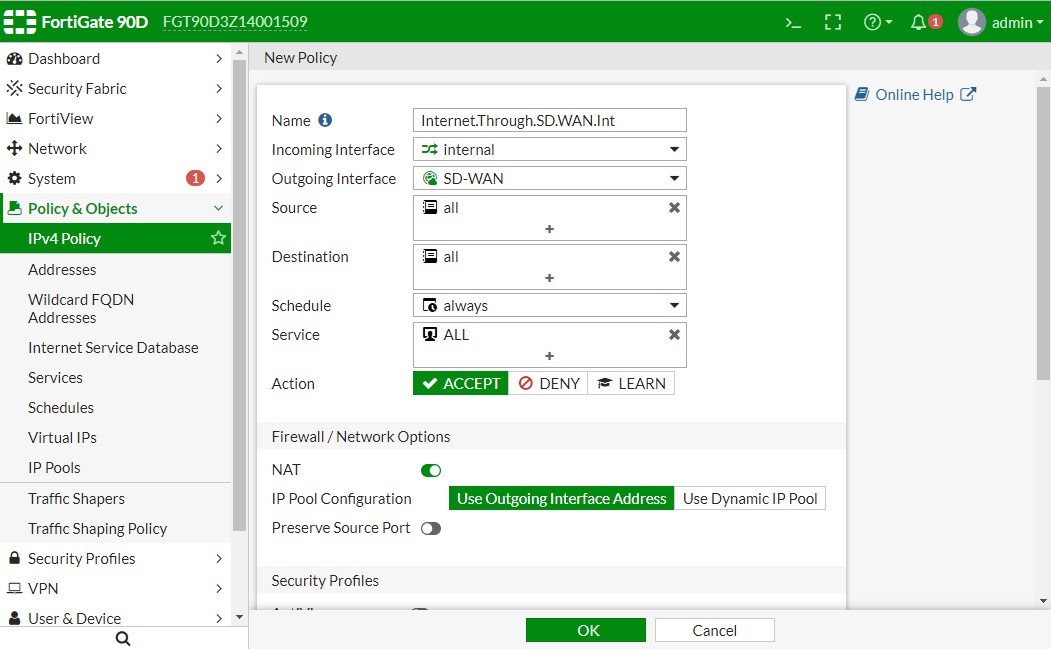 FortiGate 90D FGT90D3Z14001509 >_ 1 admin
Dashboard
Security Fabric
FortiView
Network
System 1
Policy & Objects
IPv4 Policy
Addresses
Wildcard FQDN
Addresses
Internet Service Database
Services
Schedules
Virtual IPs
IP Pools
Traffic Shapers
Traffic Shaping Policy
Security Profiles
VPN
User & Device
New Policy
Name Internet.Through.SD.WAN.Int
Incoming Interface internal
Outgoing Interface SD-WAN
Source all
+
Destination all
+
Schedule always
Service ALL
+
Action ACCEPT DENY LEARN
Firewall / Network Options
NAT
IP Pool Configuration Use Outgoing Interface Address Use Dynamic IP Pool
Preserve Source Port
Security Profiles
OK Cancel
Online Help